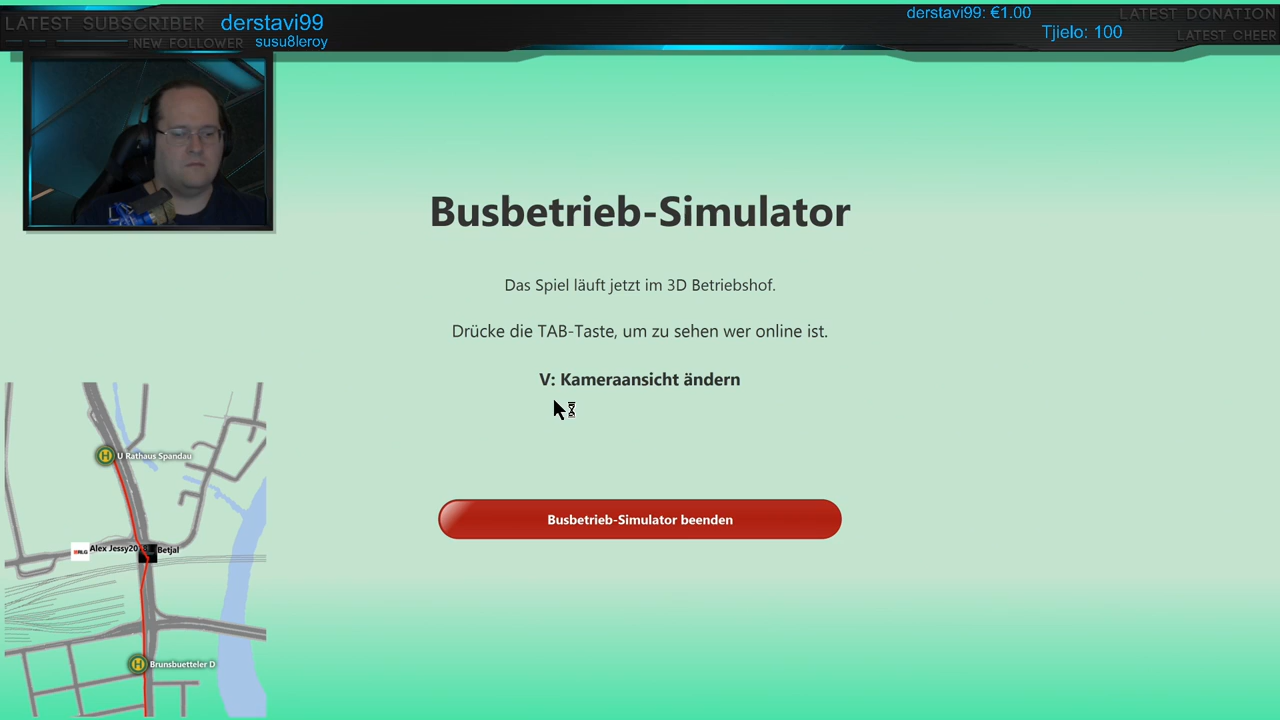 LATEST SUBSCRIBER
derstavi99
NEW FOLLOWER
susu8leroy
derstavi99: €1.00
LATEST DONATION
Tjielo: 100
LATEST CHEER
Busbetrieb-Simulator
Das Spiel läuft jetzt im 3D Betriebshof.
Drücke die TAB-Taste, um zu sehen wer online ist.
V: Kameraansicht ändern
Busbetrieb-Simulator beenden
H U Rathaus Spandau
RLG Alex Jessy20
Betjal
H Brunsbuetteler D